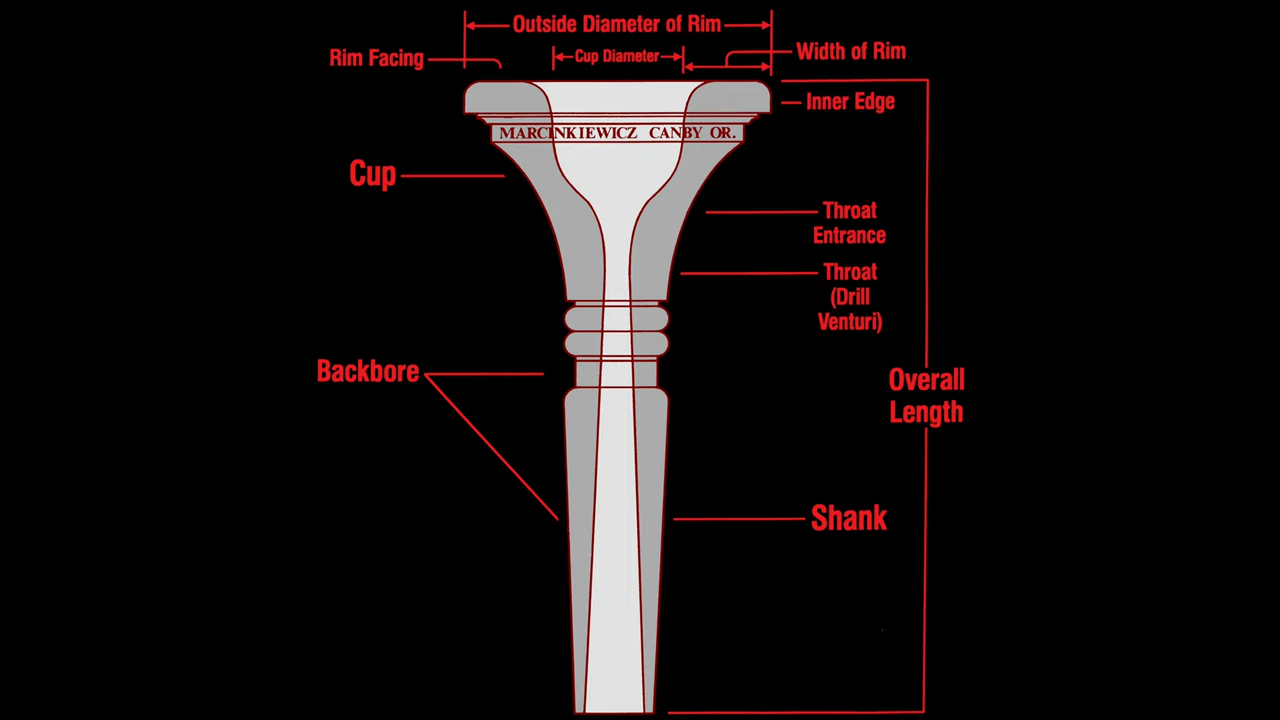 Outside Diameter of Rim
Rim Facing
Cup Diameter
Width of Rim
Inner Edge
MARCINKIEWICZ CANBY OR.
Cup
Throat
Entrance
Throat
(Drill
Venturi)
Backbore
Overall
Length
Shank